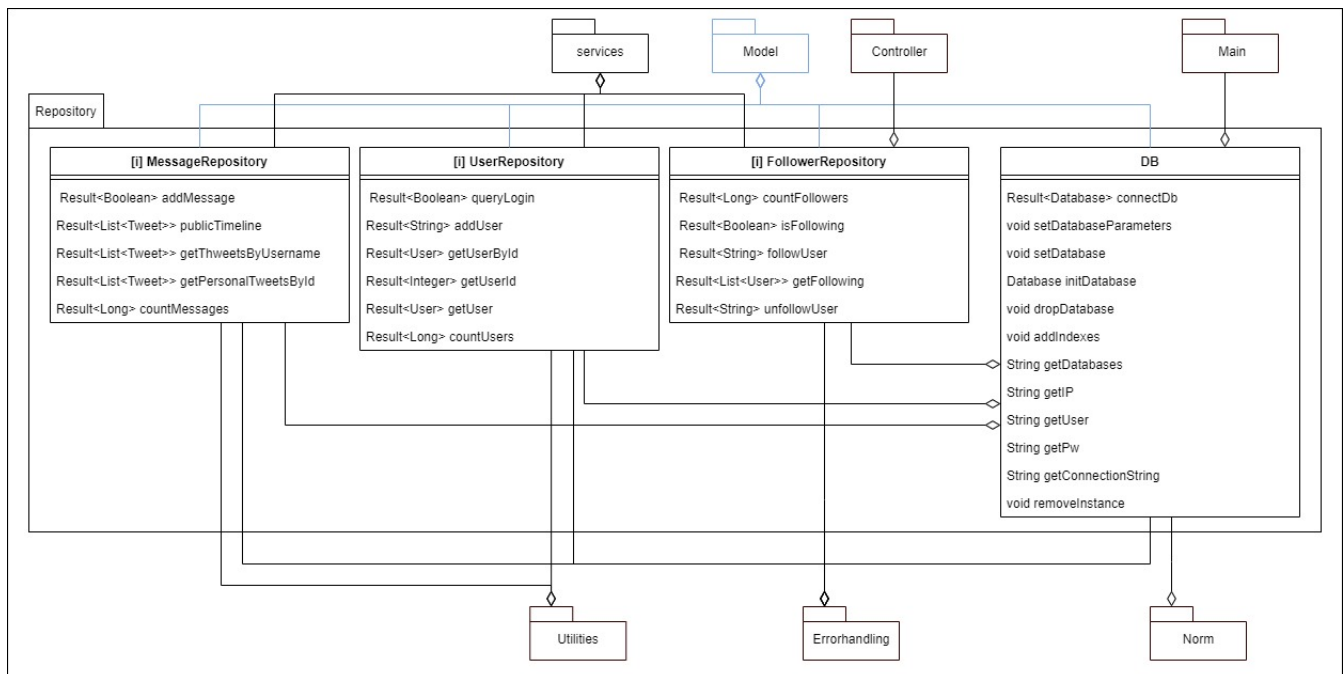 services
Model
Controller
Main
Repository
[i] MessageRepository
Result<Boolean> addMessage
Result<List<Tweet>> publicTimeline
Result<List<Tweet>> getThweetsByUsername
Result<List<Tweet>> getPersonalTweetsById
Result<Long> countMessages
[i] UserRepository
Result<Boolean> queryLogin
Result<String> addUser
Result<User> getUserById
Result<Integer> getUserId
Result<User> getUser
Result<Long> countUsers
[i] FollowerRepository
Result<Long> countFollowers
Result<Boolean> isFollowing
Result<String> followUser
Result<List<User>> getFollowing
Result<String> unfollowUser
DB
Result<Database> connectDb
void setDatabaseParameters
void setDatabase
Database initDatabase
void dropDatabase
void addIndexes
String getDatabases
String getIP
String getUser
String getPw
String getConnectionString
void removeInstance
Utilities
Errorhandling
Norm